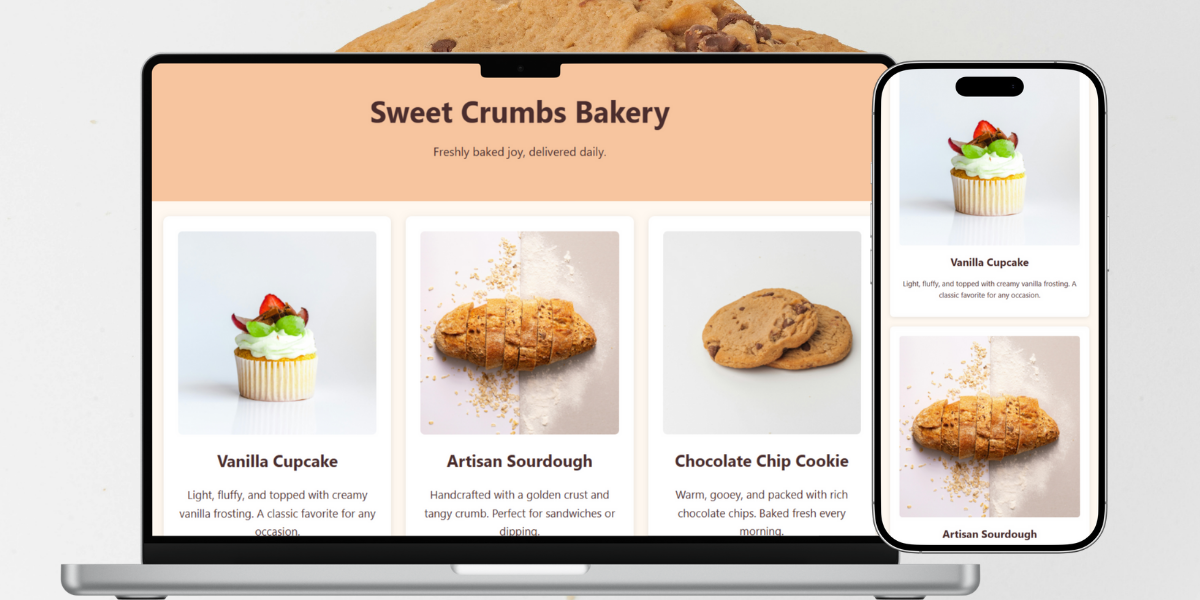 Sweet Crumbs Bakery
Freshly baked joy, delivered daily.
Vanilla Cupcake
Light, fluffy, and topped with creamy
vanilla frosting. A classic favorite for any
occasion.
Artisan Sourdough
Handcrafted with a golden crust and
tangy crumb. Perfect for sandwiches or
dipping.
Chocolate Chip Cookie
Warm, gooey, and packed with rich
chocolate chips. Baked fresh every
morning.
Vanilla Cupcake
Light, fluffy, and topped with creamy vanilla frosting. A
classic favorite for any occasion.
Artisan Sourdough